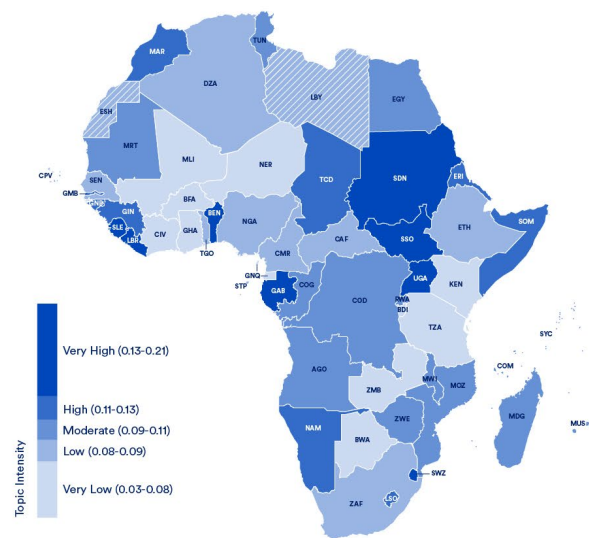 MAR
TUN
DZA
LBY
EGY
ESH
MRT
MLI
NER
CPV
SEN
TCD
SDN
ERI
GMB
GIN
BFA
BEN
NGA
SOM
SLE
LBR
CIV
GHA
CAF
SSO
ETH
TGO
CMR
GNQ
STP
GAB
COG
UGA
KEN
COD
RWA
BDI
TZA
SYC
COM
AGO
ZMB
MWI
MOZ
MDG
MUS
NAM
ZWE
BWA
SWZ
LSO
ZAF
Topic Intensity
Very High (0.13-0.21)
High (0.11-0.13)
Moderate (0.09-0.11)
Low (0.08-0.09)
Very Low (0.03-0.08)